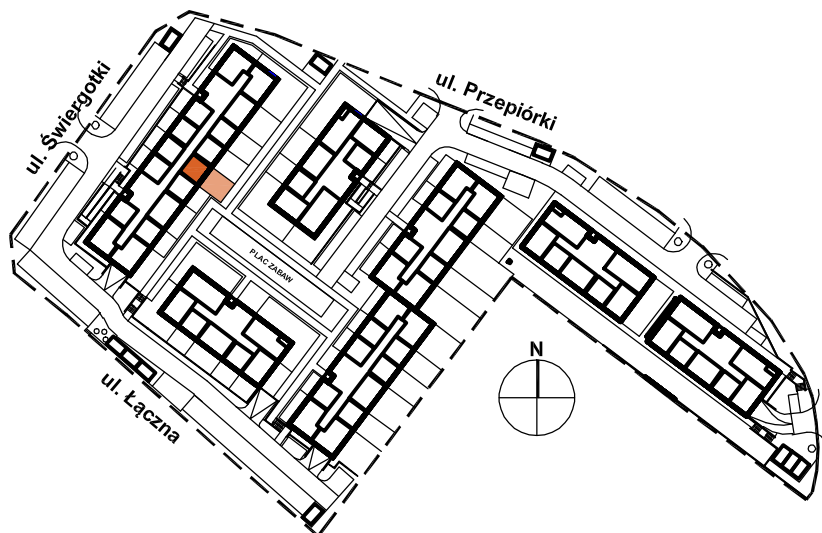 ul. Świergotki
ul. Przepiórki
PLAC ZABAW
N
ul. Łączna